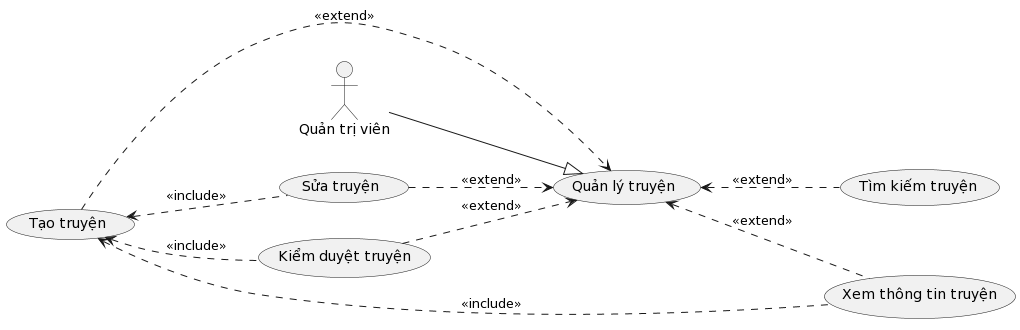 «extend»
Quản trị viên
Sửa truyện
«extend»
Quản lý truyện
«extend»
Tìm kiếm truyện
«include»
«extend»
Tạo truyện
«extend»
«include»
Kiểm duyệt truyện
Xem thông tin truyện
«include»